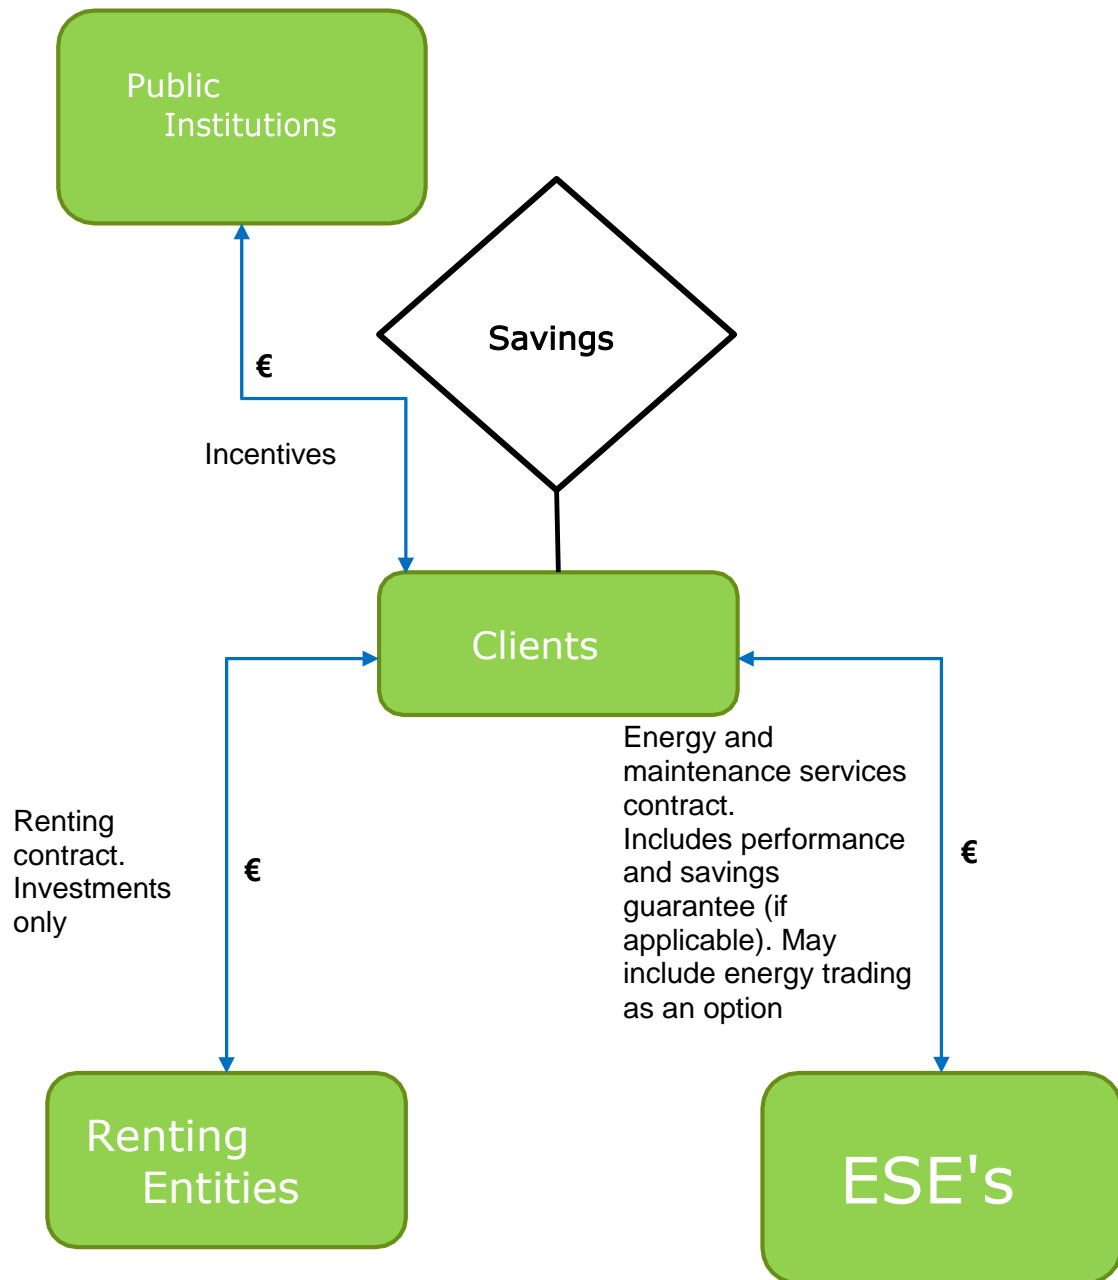 Public
Institutions
Savings
€
Incentives
Clients
Energy and
maintenance services
contract.
Includes performance
and savings
guarantee (if
applicable). May
include energy trading
as an option
€
Renting
contract.
Investments
only
€
Renting
Entities
ESE's